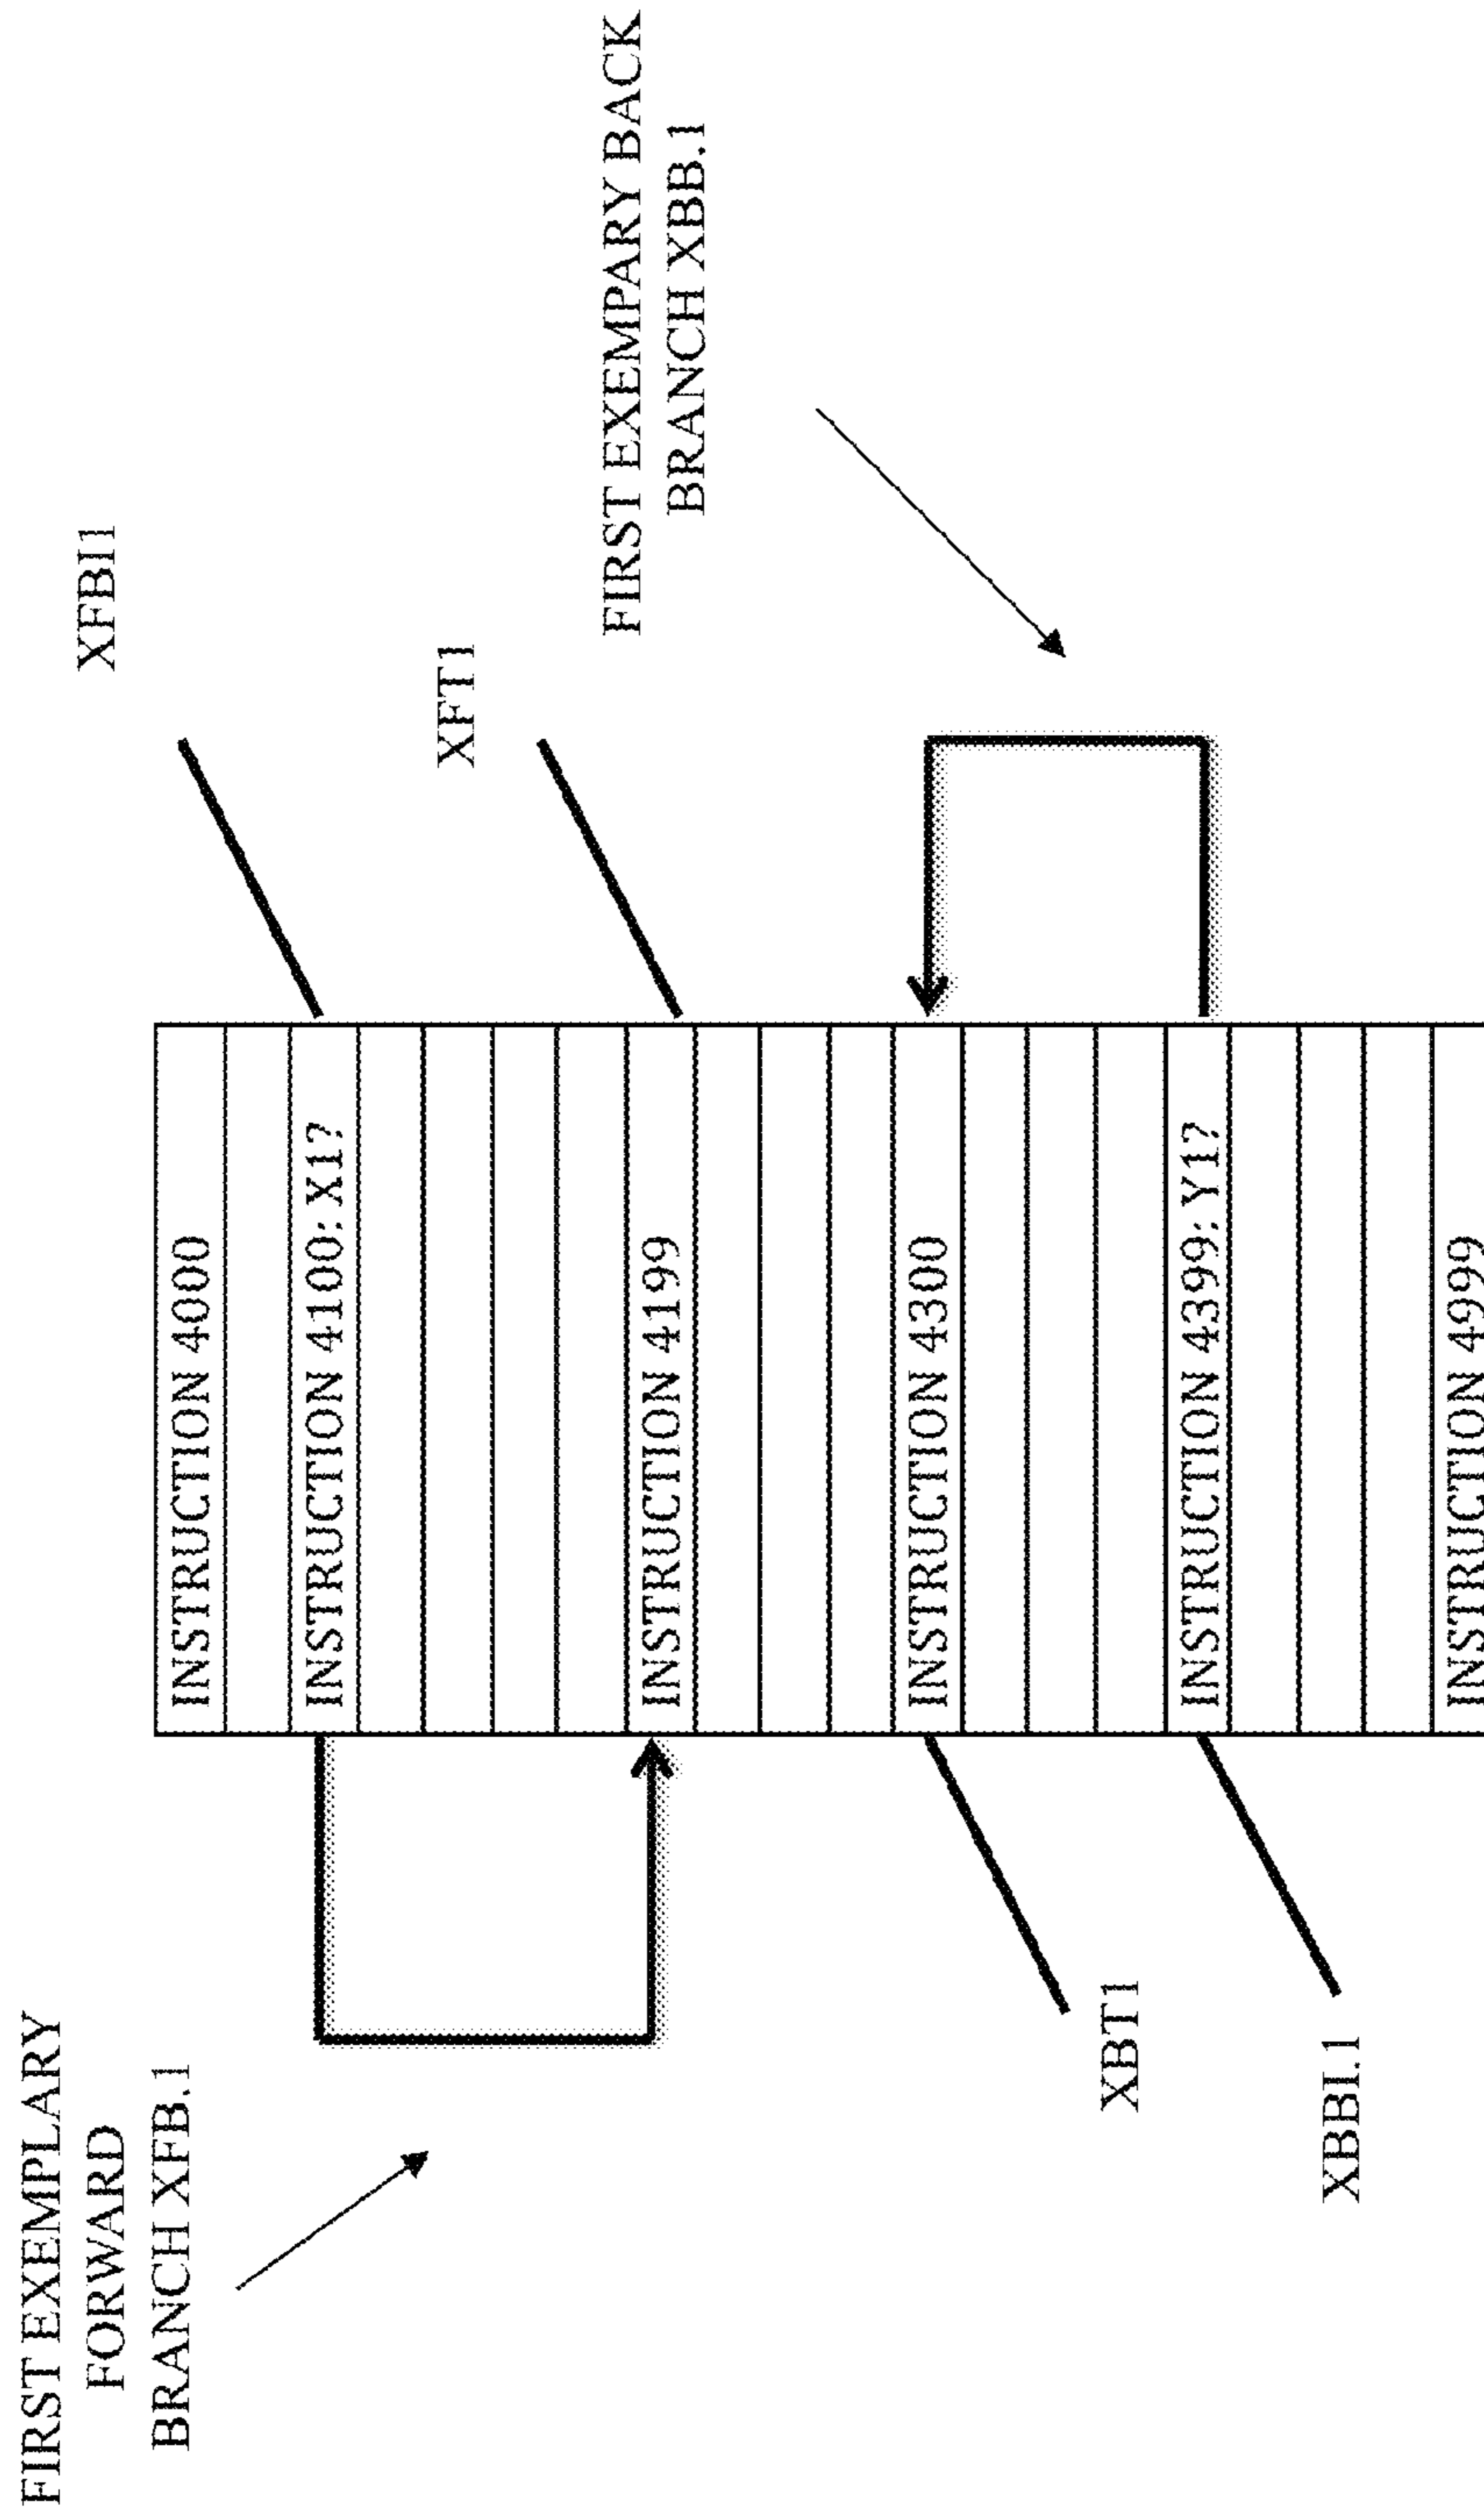 FIRST EXEMPLARY
FORWARD
BRANCH XFB.1
XFBI1
INSTRUCTION 4000
INSTRUCTION 4100: X1?
XFT1
INSTRUCTION 4199
FIRST EXEMPARY BACK
BRANCH XBB.1
INSTRUCTION 4300
XBT1
INSTRUCTION 4399: Y1?
XBBI.1
INSTRUCTION 4999